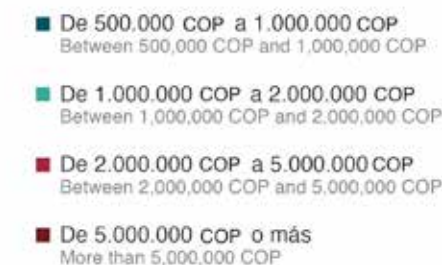 De 500.000 COP a 1.000.000 COP
Between 500,000 COP and 1,000,000 COP
De 1.000.000 COP a 2.000.000 COP
Between 1,000,000 COP and 2,000,000 COP
De 2.000.000 COP a 5.000.000 COP
Between 2,000,000 COP and 5,000,000 COP
De 5.000.000 COP o más
More than 5,000,000 COP